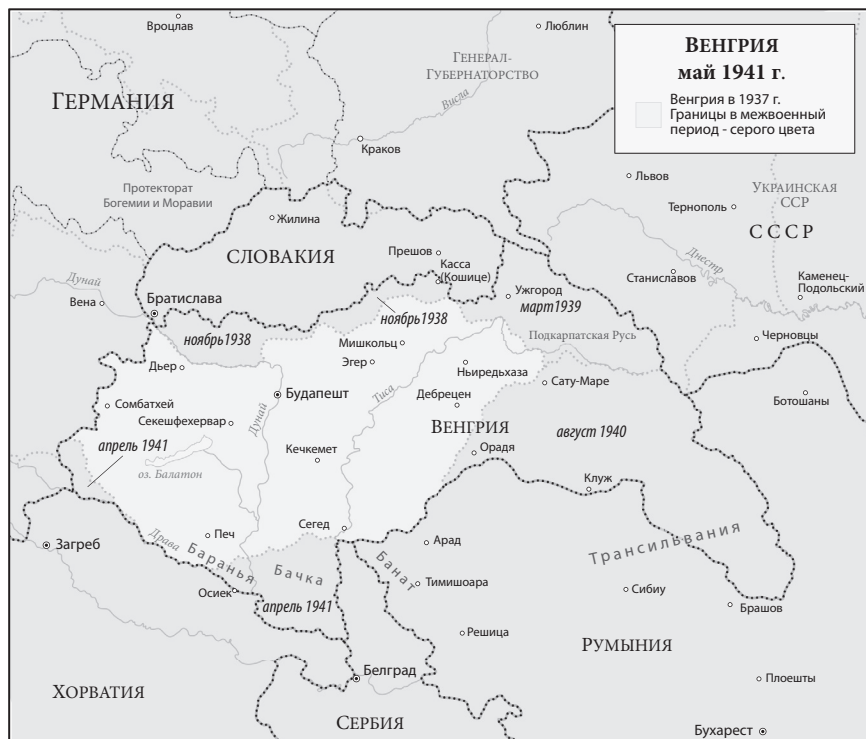 Вроцлав
Люблин
ВЕНГРИЯ
май 1941 г.
Венгрия в 1937 г.
Границы в межвоенный
период - серого цвета
ГЕНЕРАЛ-
ГУБЕРНАТОРСТВО
ГЕРМАНИЯ
Висла
Краков
Львов
Протекторат
Богемии и Моравии
УКРАИНСКАЯ
ССР
Тернополь
СССР
Жилина
СЛОВАКИЯ
Прешов
Касса
(Кошице)
Днестр
Станиславов
Каменец-
Подольский
Дунай
Вена
Братислава
Ужгород
март1939
ноябрь1938
ноябрь1938
Подкарпатская Русь
Черновцы
Мишкольц
Эгер
Дьер
Ньиредьхаза
Сату-Маре
Ботошаны
Будапешт
Тиса
Дебрецен
Сомбатхей
Секешфехервар
Дунай
ВЕНГРИЯ
август 1940
апрель 1941
Кечкемет
Орадя
оз. Балатон
Клуж
Сегед
Драва
Печ
Загреб
Арад
Трансильвания
Баранья
Бачка
Банат
Тимишоара
Осиек
апрель 1941
Сибиу
Брашов
Решица
РУМЫНИЯ
Белград
Плоешты
ХОРВАТИЯ
СЕРБИЯ
Бухарест